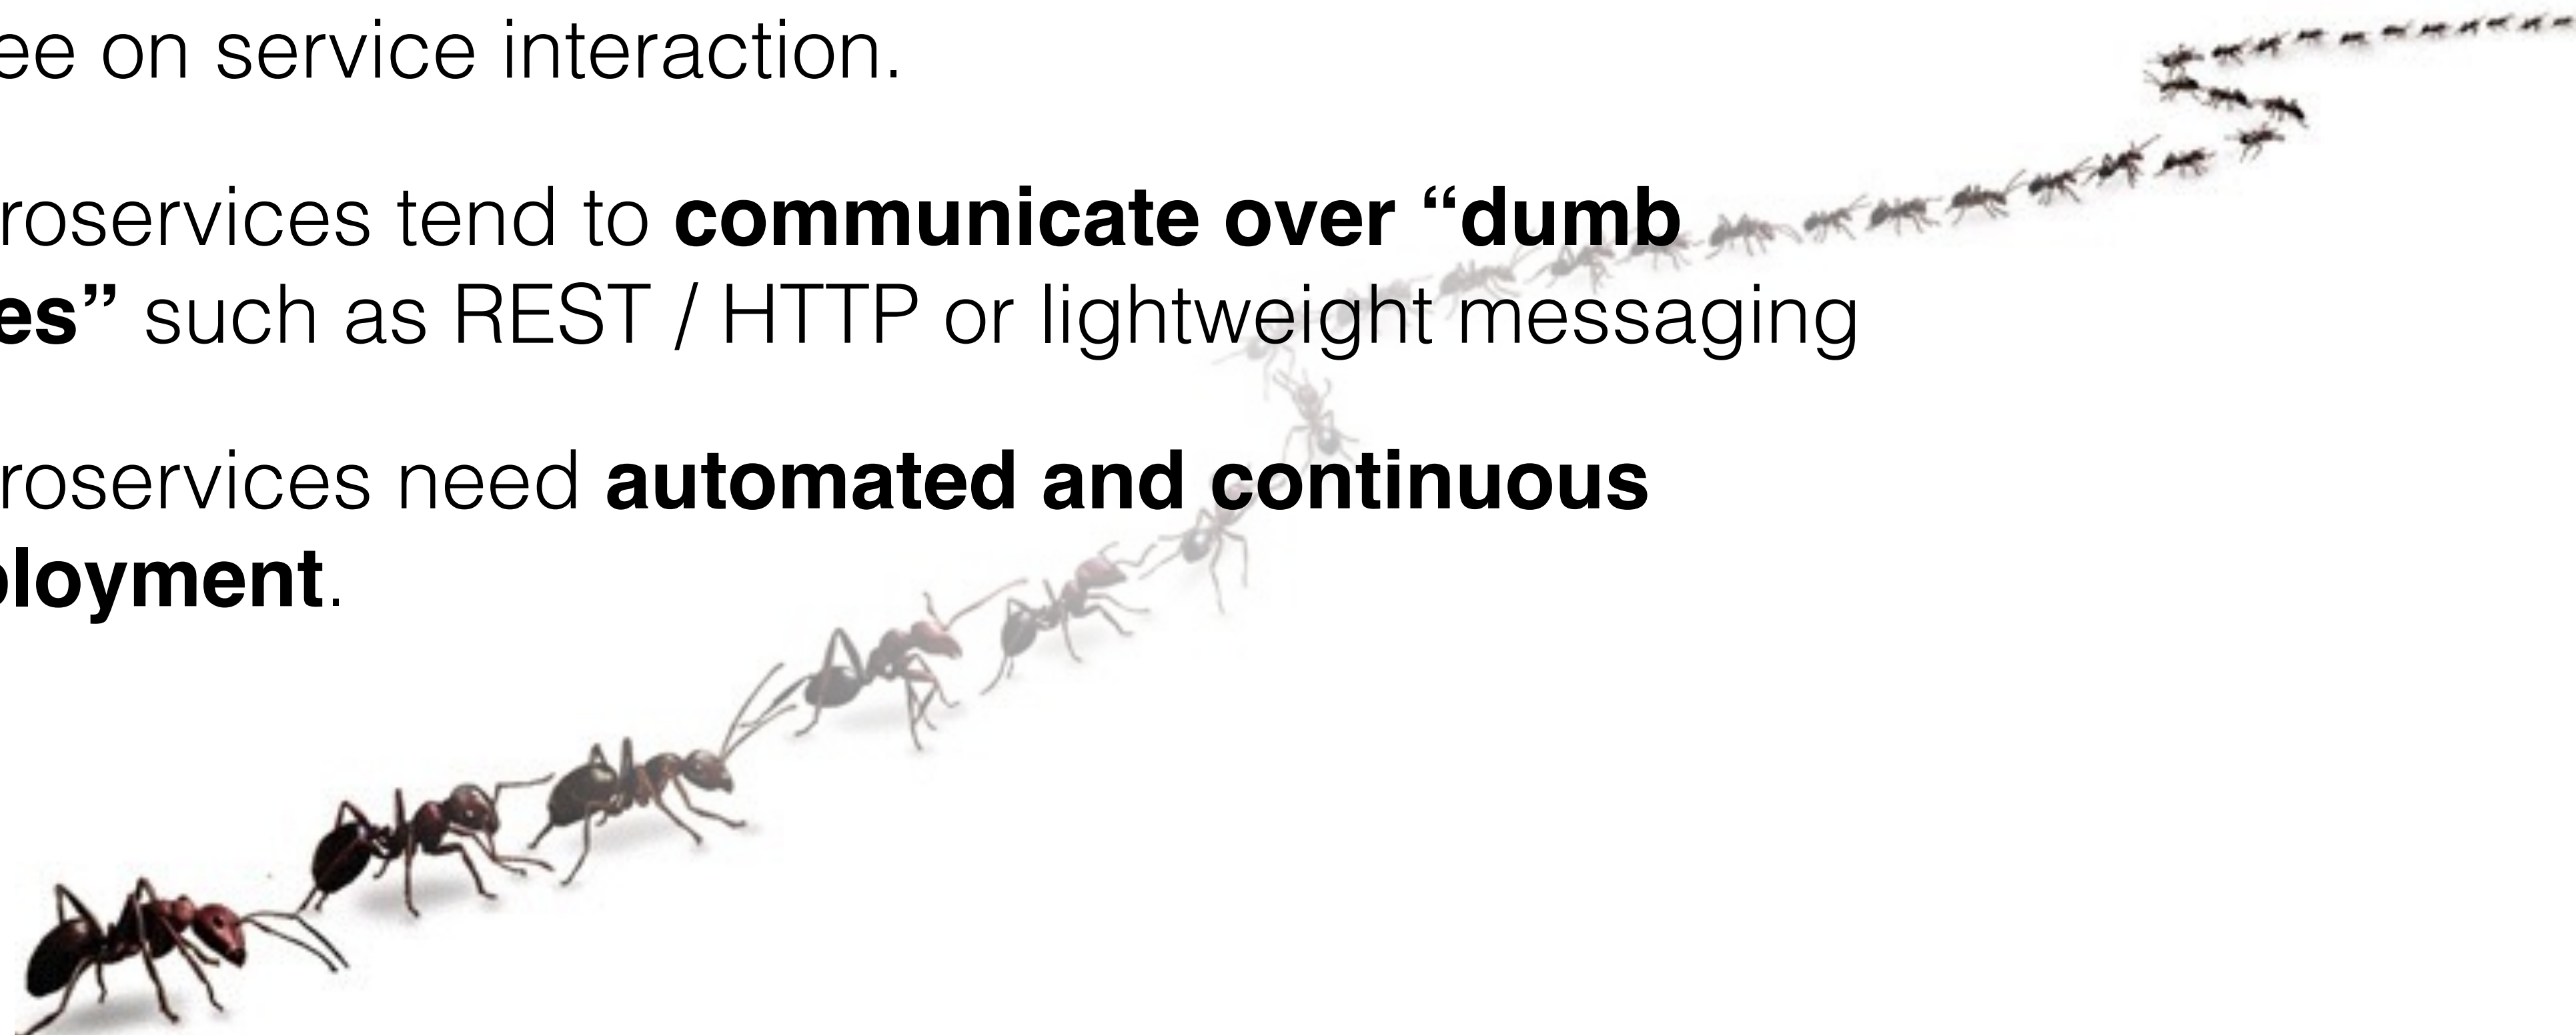 ee on service interaction.
roservices tend to communicate over “dumb
es” such as REST / HTTP or lightweight messaging
roservices need automated and continuous
ployment.